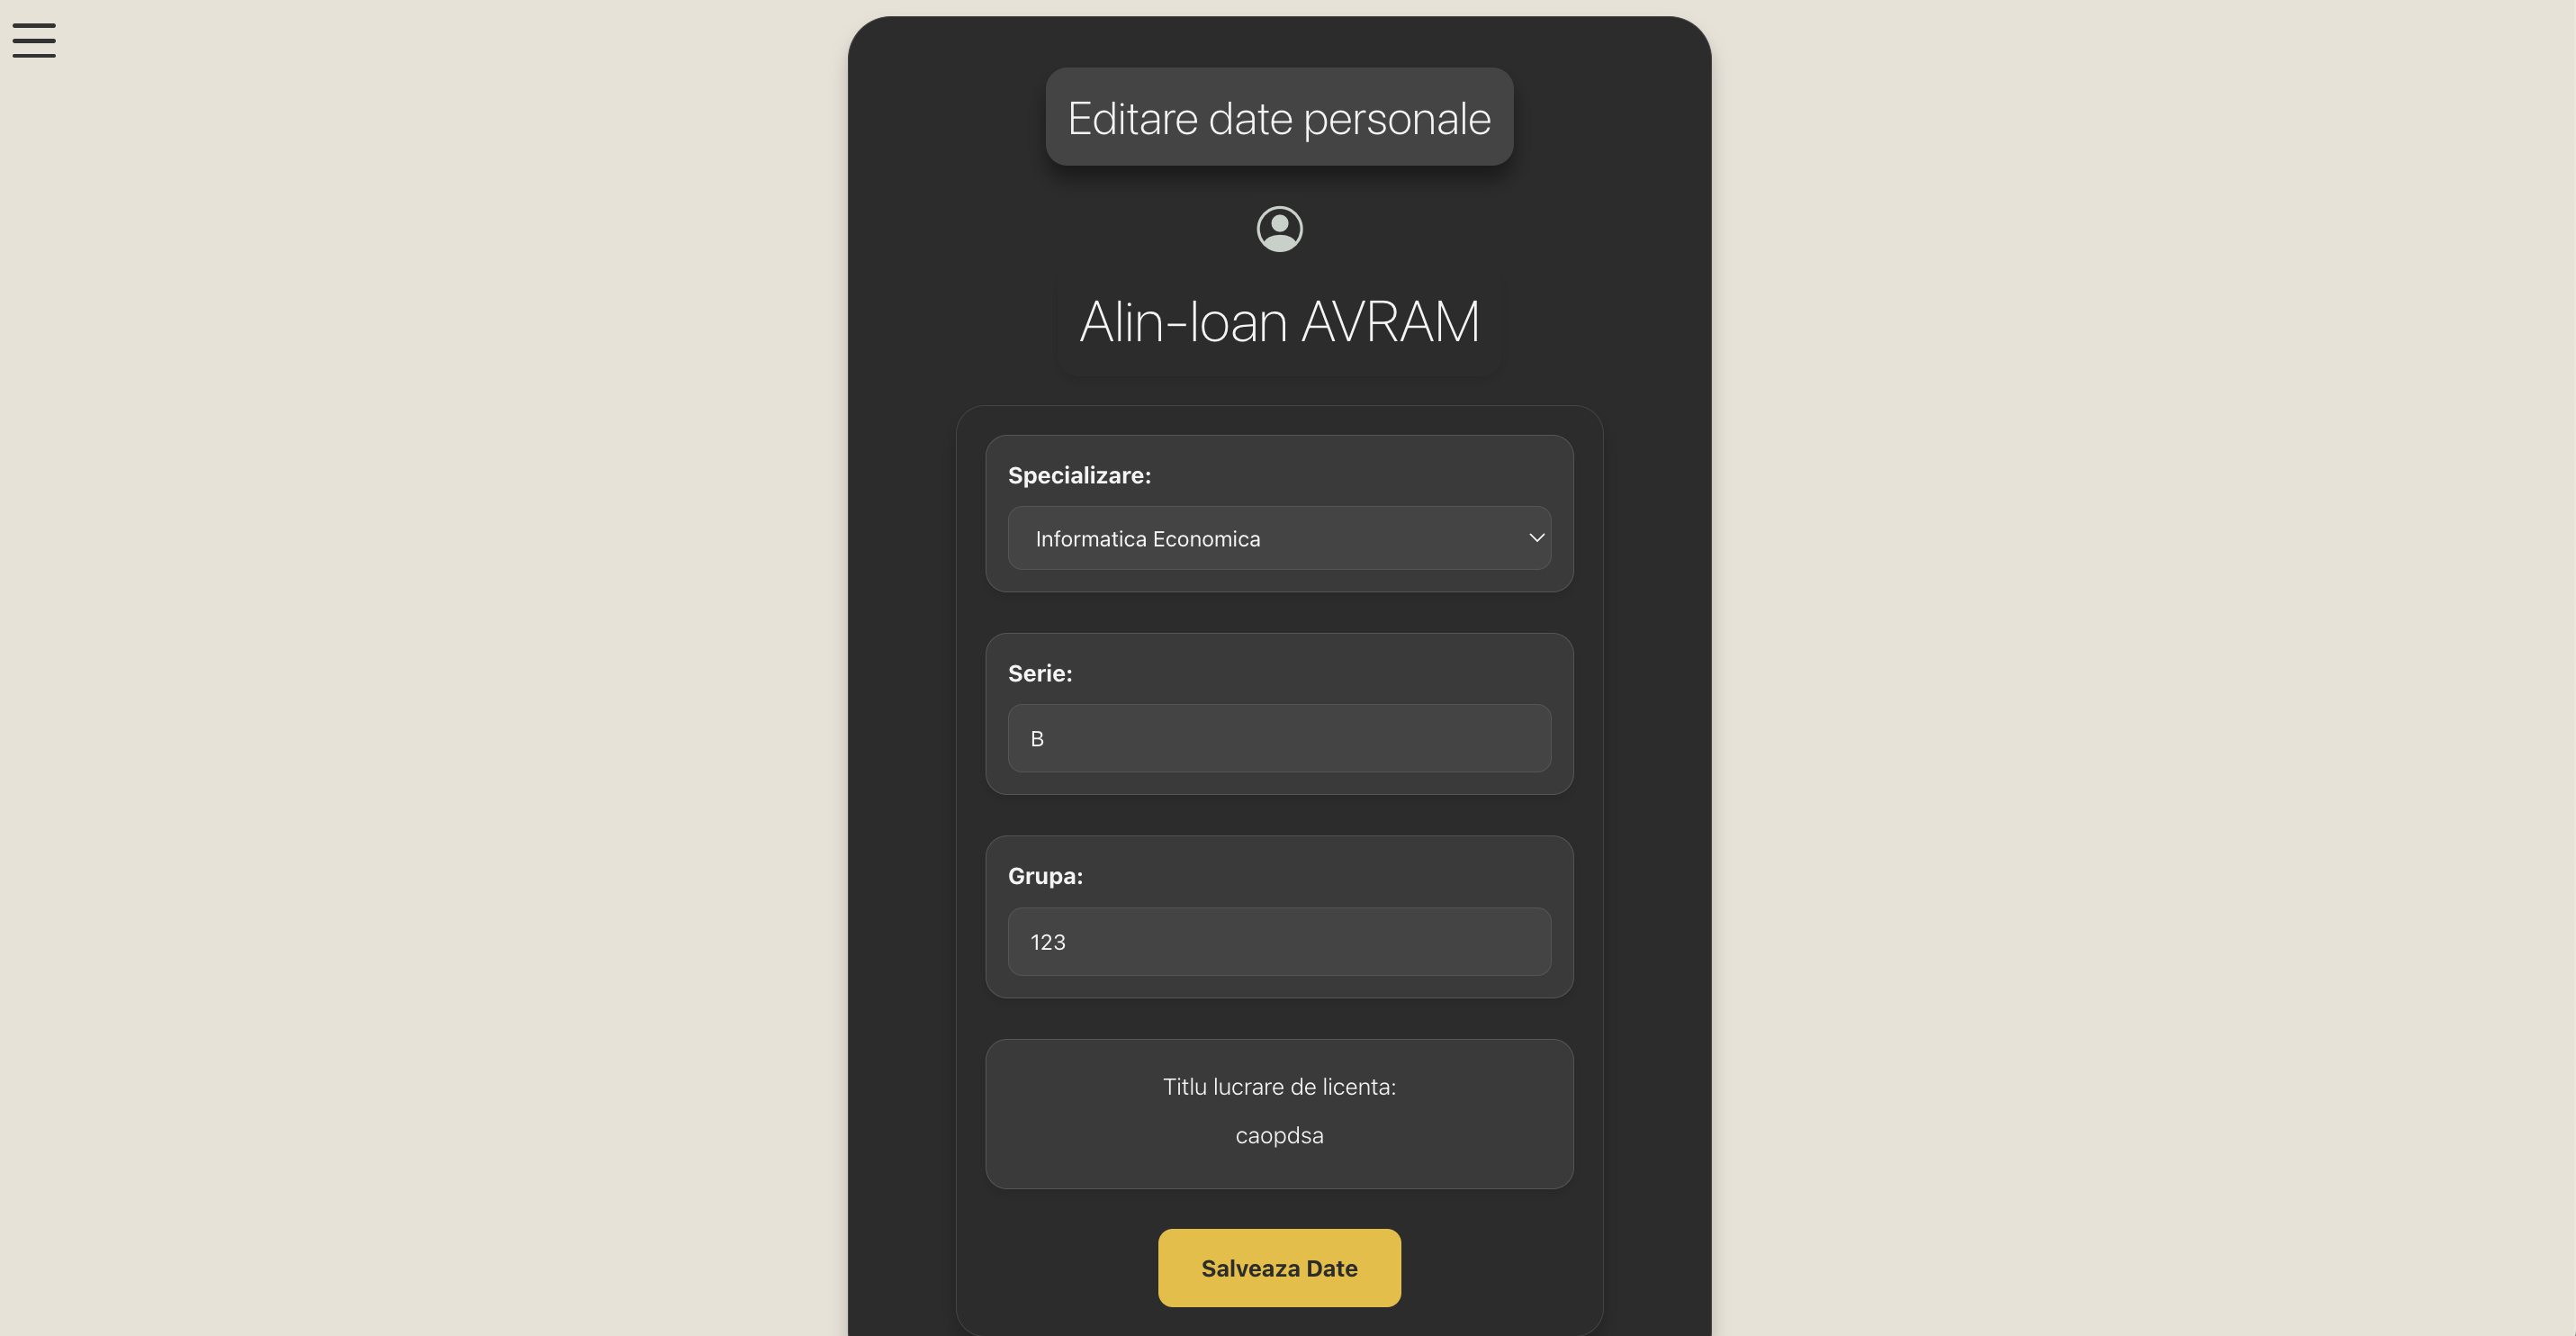 Editare date personale
Alin-Ioan AVRAM
Specializare:
Informatica Economica
Serie:
B
Grupa:
123
Titlu lucrare de licenta:
caopdsa
Salveaza Date